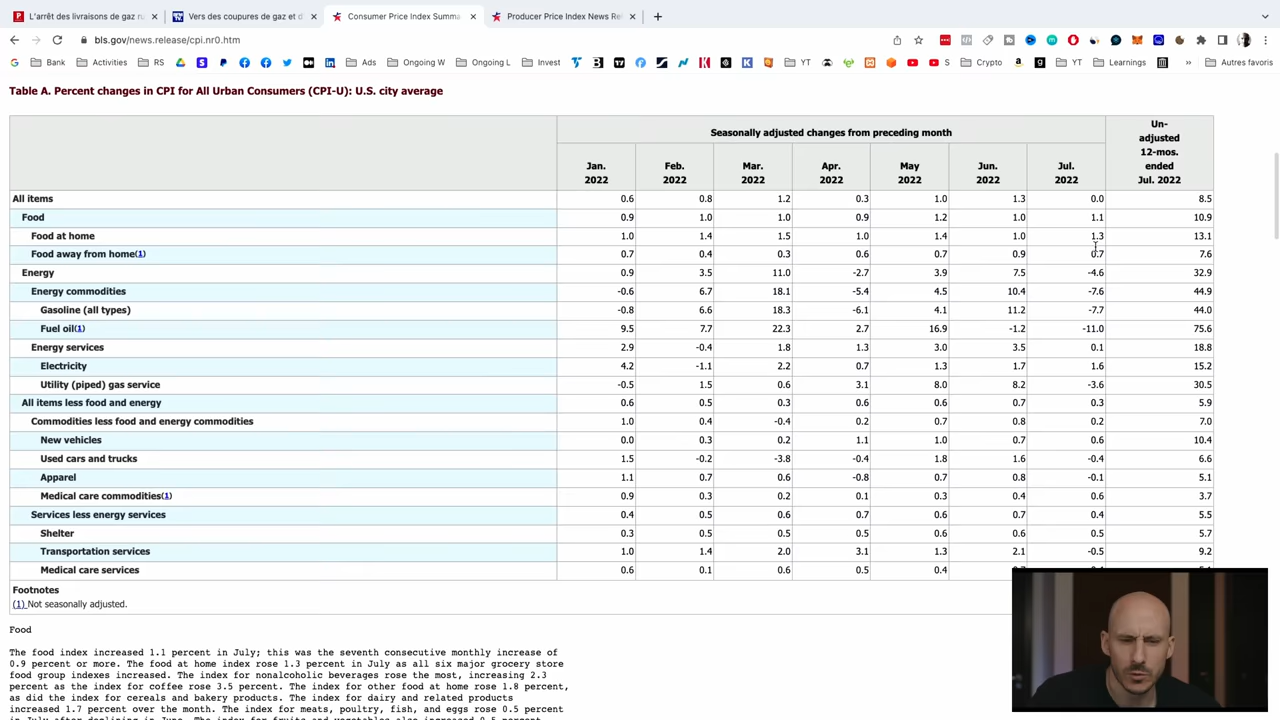 L'arrêt des livraisons de gaz ru
Vers des coupures de gaz et d'
Consumer Price Index Summa
Producer Price Index News Re
bls.gov/news.release/cpi.nr0.htm
Bank Activities RS Ads Ongoing W Ongoing L Invest YT S Crypto YT Learnings » Autres favoris
Table A. Percent changes in CPI for All Urban Consumers (CPI-U): U.S. city average
Seasonally adjusted changes from preceding month
Un-
adjusted
12-mos.
ended
Jul. 2022
Jan. 2022 Feb. 2022 Mar. 2022 Apr. 2022 May 2022 Jun. 2022 Jul. 2022
All items 0.6 0.8 1.2 0.3 1.0 1.3 0.0 8.5
Food 0.9 1.0 1.0 0.9 1.2 1.0 1.1 10.9
Food at home 1.0 1.4 1.5 1.0 1.4 1.0 1.3 13.1
Food away from home(1) 0.7 0.4 0.3 0.6 0.7 0.9 0.7 7.6
Energy 0.9 3.5 11.0 -2.7 3.9 7.5 -4.6 32.9
Energy commodities -0.6 6.7 18.1 -5.4 4.5 10.4 -7.6 44.9
Gasoline (all types) -0.8 6.6 18.3 -6.1 4.1 11.2 -7.7 44.0
Fuel oil(1) 9.5 7.7 22.3 2.7 16.9 -1.2 -11.0 75.6
Energy services 2.9 -0.4 1.8 1.3 3.0 3.5 0.1 18.8
Electricity 4.2 -1.1 2.2 0.7 1.3 1.7 1.6 15.2
Utility (piped) gas service -0.5 1.5 0.6 3.1 8.0 8.2 -3.6 30.5
All items less food and energy 0.6 0.5 0.3 0.6 0.6 0.7 0.3 5.9
Commodities less food and energy commodities 1.0 0.4 -0.4 0.2 0.7 0.8 0.2 7.0
New vehicles 0.0 0.3 0.2 1.1 1.0 0.7 0.6 10.4
Used cars and trucks 1.5 -0.2 -3.8 -0.4 1.8 1.6 -0.4 6.6
Apparel 1.1 0.7 0.6 -0.8 0.7 0.8 -0.1 5.1
Medical care commodities(1) 0.9 0.3 0.2 0.1 0.3 0.4 0.6 3.7
Services less energy services 0.4 0.5 0.6 0.7 0.6 0.7 0.4 5.5
Shelter 0.3 0.5 0.5 0.5 0.6 0.6 0.5 5.7
Transportation services 1.0 1.4 2.0 3.1 1.3 2.1 -0.5 9.2
Medical care services 0.6 0.1 0.6 0.5 0.4
Footnotes
(1) Not seasonally adjusted.
Food
The food index increased 1.1 percent in July; this was the seventh consecutive monthly increase of
0.9 percent or more. The food at home index rose 1.3 percent in July as all six major grocery store
food group indexes increased. The index for nonalcoholic beverages rose the most, increasing 2.3
percent as the index for coffee rose 3.5 percent. The index for other food at home rose 1.8 percent,
as did the index for cereals and bakery products. The index for dairy and related products
increased 1.7 percent over the month. The index for meats, poultry, fish, and eggs rose 0.5 percent
in July after declining in June. The index for fruits and vegetables also increased 0.5 percent